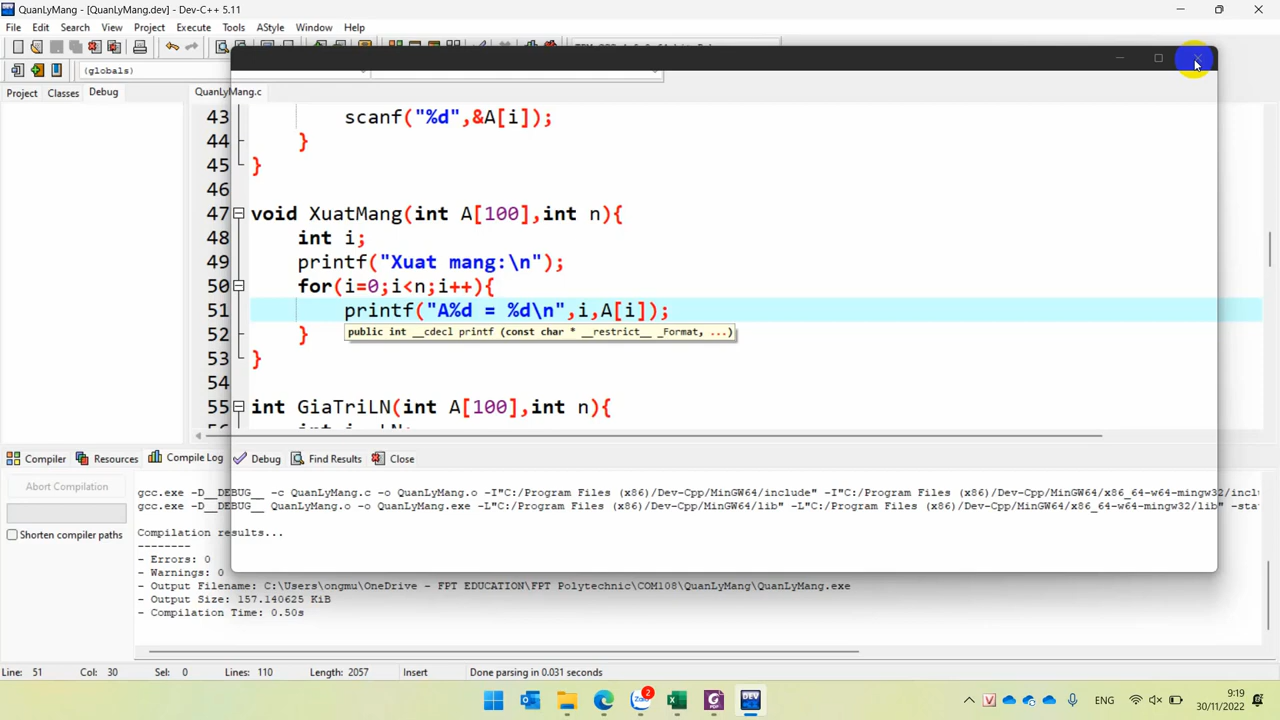 QuanLyMang - [QuanLyMang.dev] - Dev-C++ 5.11
File Edit Search View Project Execute Tools AStyle Window Help
(globals)
Project Classes Debug
QuanLyMang.c
43 scanf("%d",&A[i]);
44 }
45 }
46
47 void XuatMang(int A[100],int n){
48 int i;
49 printf("Xuat mang:\n");
50 for(i=0;i<n;i++){
51 printf("A%d = %d\n",i,A[i]);
public int __cdecl printf (const char * __restrict__ _Format, ...)
52 }
53 }
54
55 int GiaTriLN(int A[100],int n){
Compiler Resources Compile Log Debug Find Results Close
Abort Compilation
Shorten compiler paths
gcc.exe -D__DEBUG__ -c QuanLyMang.c -o QuanLyMang.o -I"C:/Program Files (x86)/Dev-Cpp/MinGW64/include" -I"C:/Program Files (x86)/Dev-Cpp/MinGW64/x86_64-w64-mingw32/incl
gcc.exe -D__DEBUG__ QuanLyMang.o -o QuanLyMang.exe -L"C:/Program Files (x86)/Dev-Cpp/MinGW64/lib" -L"C:/Program Files (x86)/Dev-Cpp/MinGW64/x86_64-w64-mingw32/lib" -sta
Compilation results...
--------
- Errors: 0
- Warnings: 0
- Output Filename: C:\Users\ongmu\OneDrive - FPT EDUCATION\FPT Polytechnic\COM108\QuanLyMang\QuanLyMang.exe
- Output Size: 157.140625 KiB
- Compilation Time: 0.50s
Line: 51 Col: 30 Sel: 0 Lines: 110 Length: 2057 Insert Done parsing in 0.031 seconds
Zalo 2 DEV ENG 9:19
30/11/2022